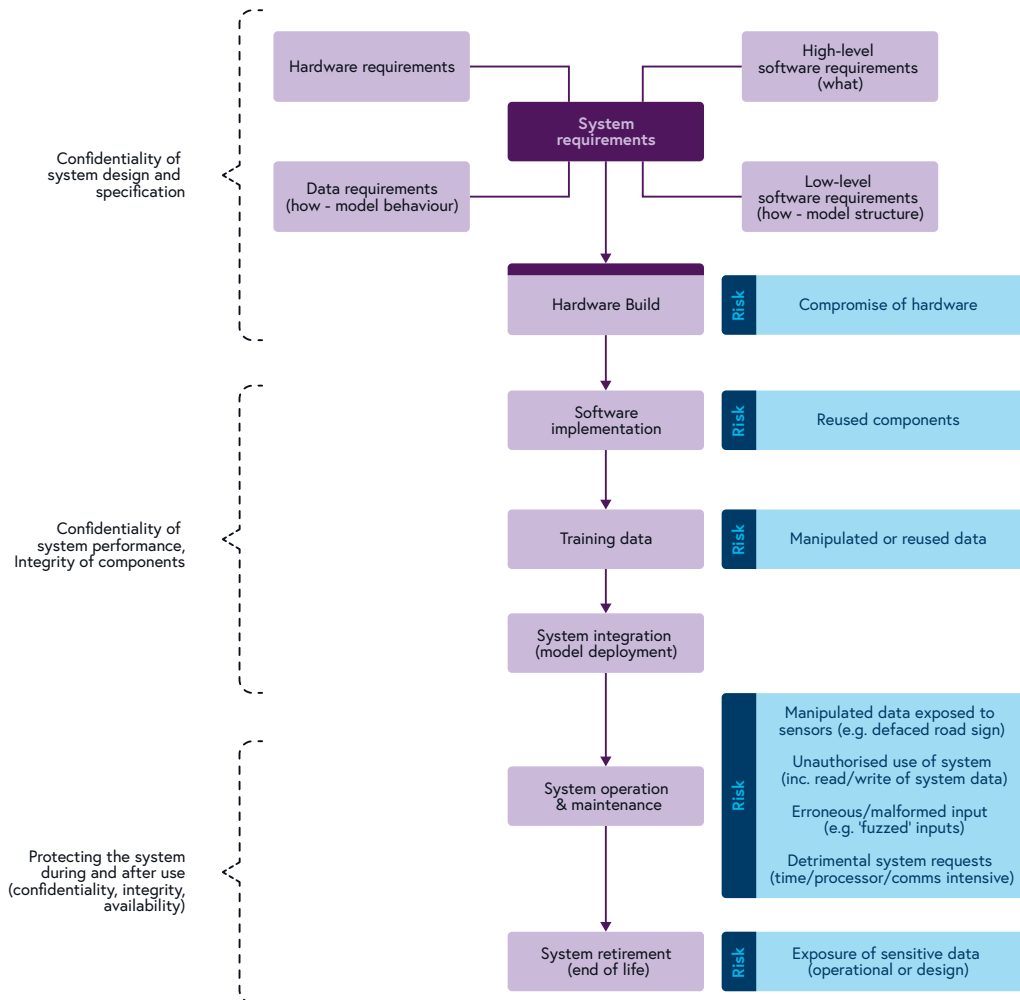 Hardware requirements
High-level
software requirements
(what)
System
requirements
Confidentiality of
system design and
specification
Data requirements
(how - model behaviour)
Low-level
software requirements
(how - model structure)
Hardware Build
Risk
Compromise of hardware
Software
implementation
Risk
Reused components
Confidentiality of
system performance,
Integrity of components
Training data
Risk
Manipulated or reused data
System integration
(model deployment)
System operation
& maintenance
Risk
Manipulated data exposed to
sensors (e.g. defaced road sign)
Unauthorised use of system
(inc. read/write of system data)
Erroneous/malformed input
(e.g. 'fuzzed' inputs)
Detrimental system requests
(time/processor/comms intensive)
Protecting the system
during and after use
(confidentiality, integrity,
availability)
System retirement
(end of life)
Risk
Exposure of sensitive data
(operational or design)